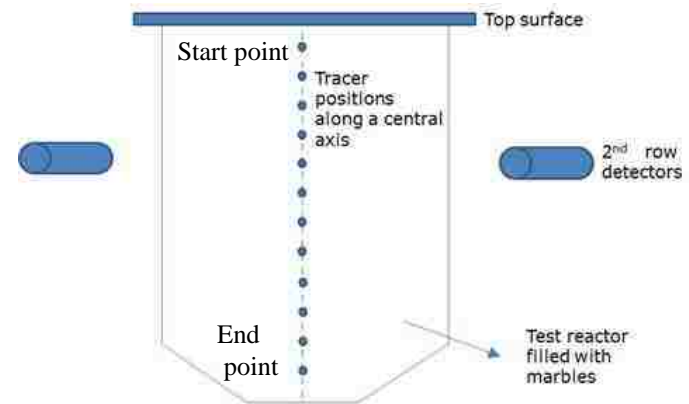 Top surface
Start point
Tracer
positions
along a central
axis
2nd row
detectors
End
point
Test reactor
filled with
marbles